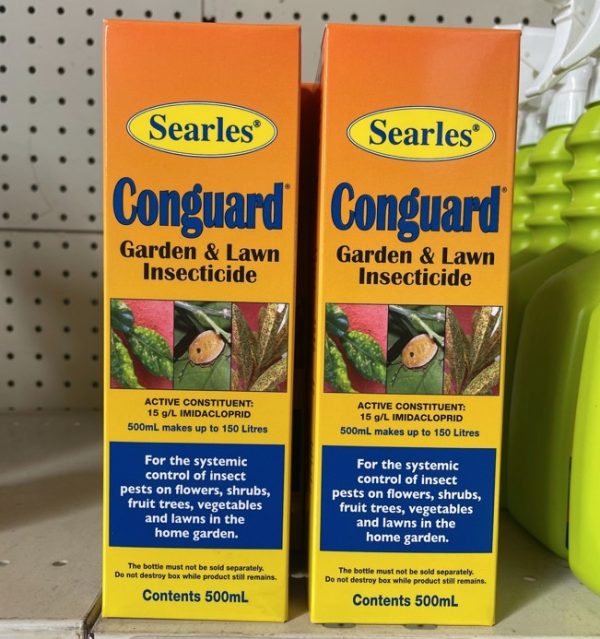 Searles®
Conguard®
Garden & Lawn
Insecticide
ACTIVE CONSTITUENT:
15 g/L IMIDACLOPRID
500mL makes up to 150 Litres
For the systemic
control of insect
pests on flowers, shrubs,
fruit trees, vegetables
and lawns in the
home garden.
The bottle must not be sold separately.
Do not destroy box while product still remains.
Contents 500mL
Searles®
Conguard®
Garden & Lawn
Insecticide
ACTIVE CONSTITUENT:
15 g/L IMIDACLOPRID
500mL makes up to 150 Litres
For the systemic
control of insect
pests on flowers, shrubs,
fruit trees, vegetables
and lawns in the
home garden.
The bottle must not be sold separately.
Do not destroy box while product still remains.
Contents 500mL